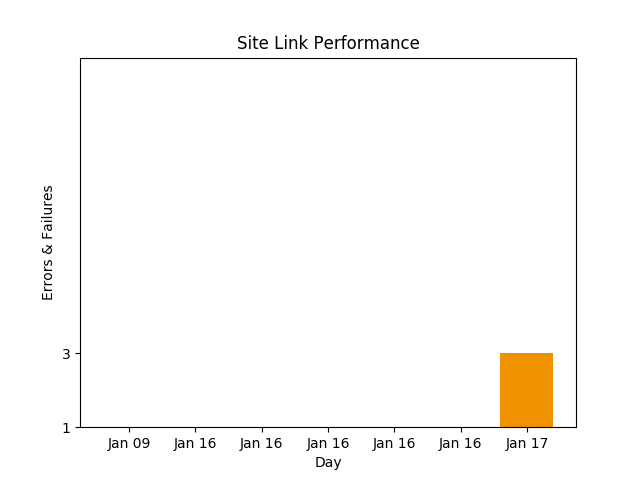 Site Link Performance
Errors & Failures
3
1
Jan 09 Jan 16 Jan 16 Jan 16 Jan 16 Jan 16 Jan 17
Day